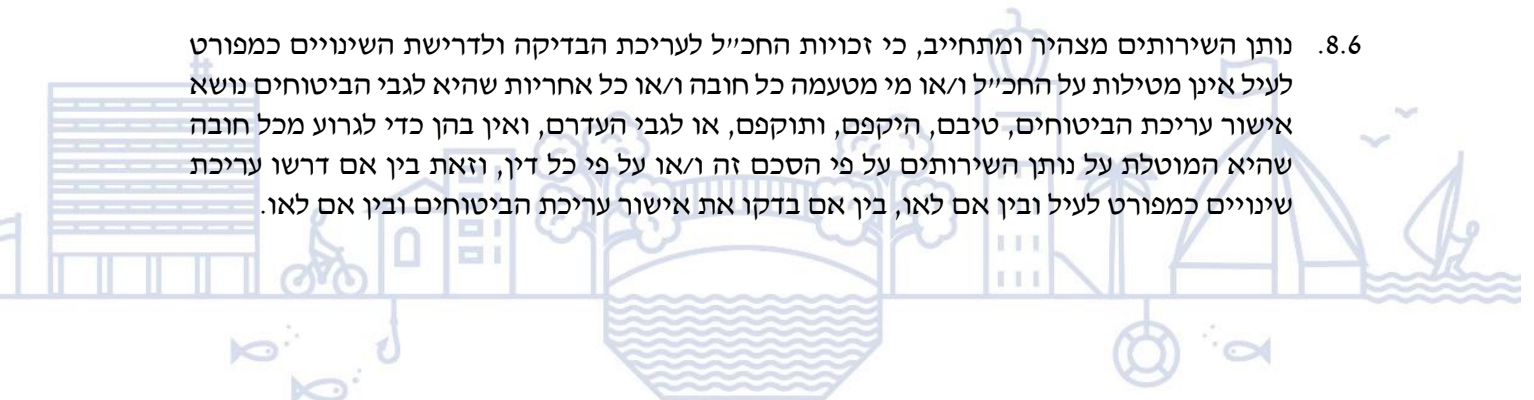 8.6. נותן השירותים מצהיר ומתחייב, כי זכויות החכ״ל לעריכת הבדיקה ולדרישת השינויים כמפורט
לעיל אינן מטילות על החכ״ל ו/או מי מטעמה כל חובה ו/או כל אחריות שהיא לגבי הביטוחים נושא
אישור עריכת הביטוחים, טיבם, היקפם, ותוקפם, או לגבי העדרם, ואין בהן כדי לגרוע מכל חובה
שהיא המוטלת על נותן השירותים על פי הסכם זה ו/או על פי כל דין, וזאת בין אם דרשו עריכת
שינויים כמפורט לעיל ובין אם לאו, בין אם בדקו את אישור עריכת הביטוחים ובין אם לאו.